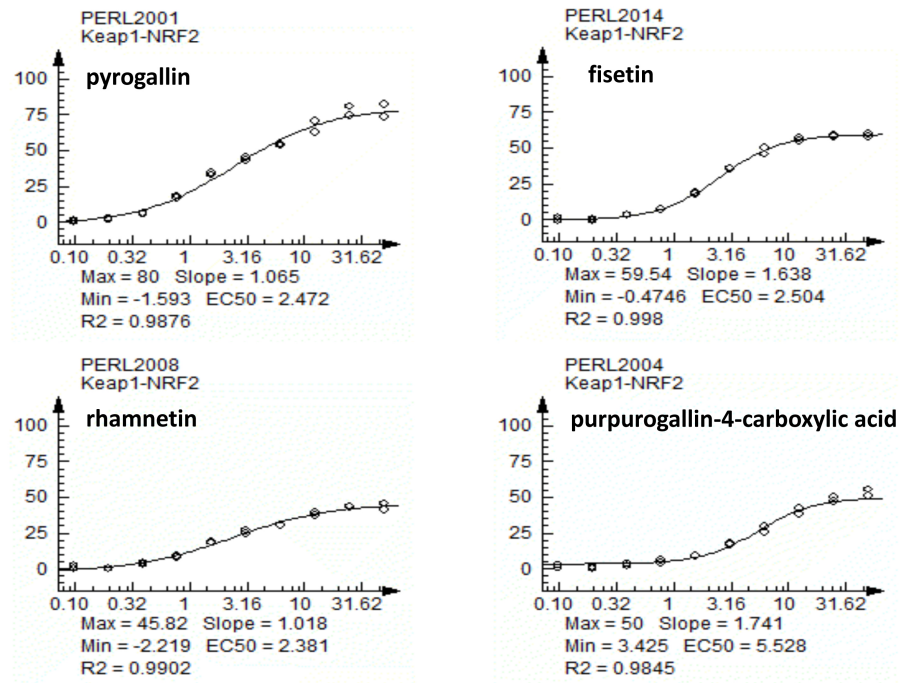 PERL2001
Keap1-NRF2
pyrogallin
100
75
50
25
0
0.10 0.32 1 3.16 10 31.62
Max = 80 Slope = 1.065
Min = -1.593 EC50 = 2.472
R2 = 0.9876
PERL2014
Keap1-NRF2
fisetin
100
75
50
25
0
0.10 0.32 1 3.16 10 31.62
Max = 59.54 Slope = 1.638
Min = -0.4746 EC50 = 2.504
R2 = 0.998
PERL2008
Keap1-NRF2
rhamnetin
100
75
50
25
0
0.10 0.32 1 3.16 10 31.62
Max = 45.82 Slope = 1.018
Min = -2.219 EC50 = 2.381
R2 = 0.9902
PERL2004
Keap1-NRF2
purpurogallin-4-carboxylic acid
100
75
50
25
0
0.10 0.32 1 3.16 10 31.62
Max = 50 Slope = 1.741
Min = 3.425 EC50 = 5.528
R2 = 0.9845